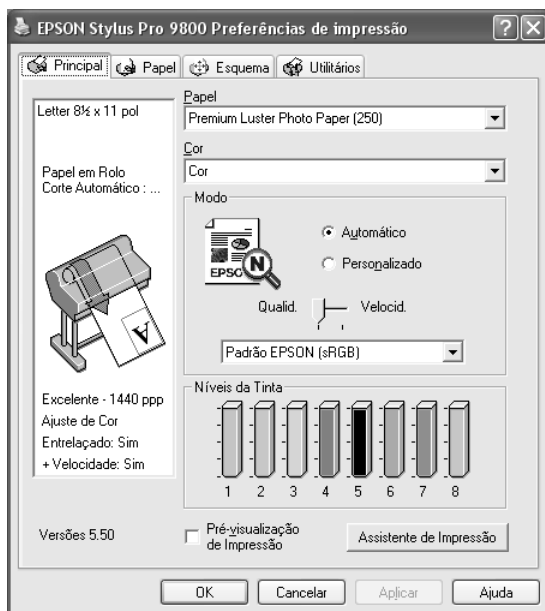 EPSON Stylus Pro 9800 Preferências de impressão
Principal
Papel
Esquema
Utilitários
Letter 8½ x 11 pol
Papel em Rolo
Corte Automático : ...
A
Excelente - 1440 ppp
Ajuste de Cor
Entrelaçado: Sim
+ Velocidade: Sim
Versões 5.50
Papel
Premium Luster Photo Paper (250)
Cor
Cor
Modo
EPSO
N
Automático
Personalizado
Qualid.
Velocid.
Padrão EPSON (sRGB)
Níveis da Tinta
1 2 3 4 5 6 7 8
Pré-visualização
de Impressão
Assistente de Impressão
OK
Cancelar
Aplicar
Ajuda